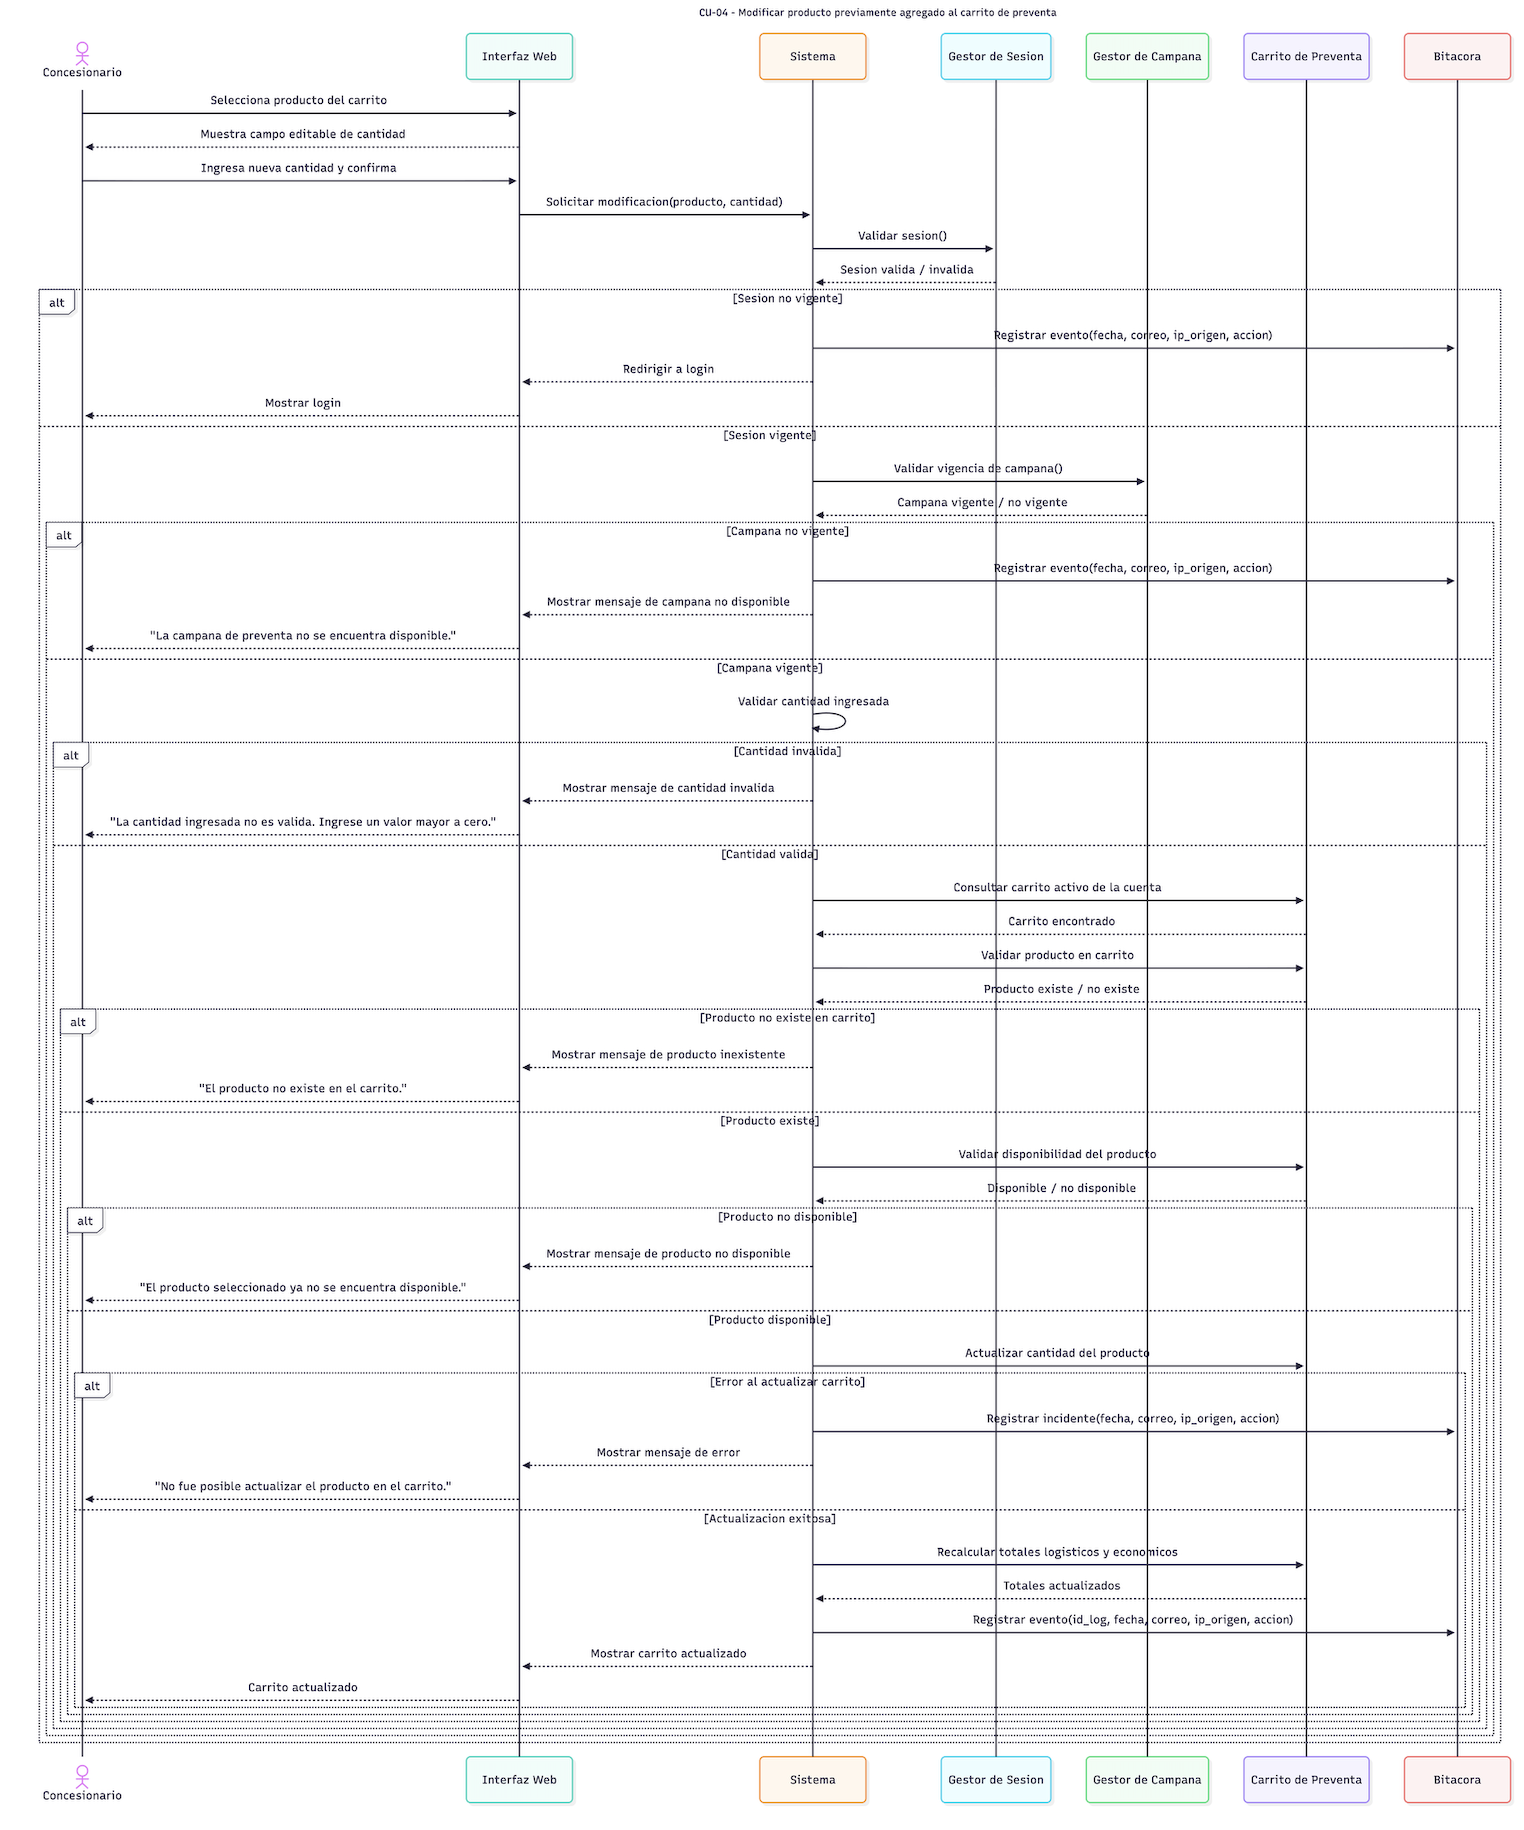 CU-04 - Modificar producto previamente agregado al carrito de preventa
Concesionario
Interfaz Web
Sistema
Gestor de Sesion
Gestor de Campana
Carrito de Preventa
Bitacora
Selecciona producto del carrito
Muestra campo editable de cantidad
Ingresa nueva cantidad y confirma
Solicitar modificacion(producto, cantidad)
Validar sesion()
Sesion valida / invalida
alt
[Sesion no vigente]
Registrar evento(fecha, correo, ip_origen, accion)
Redirigir a login
Mostrar login
[Sesion vigente]
Validar vigencia de campana()
Campana vigente / no vigente
alt
[Campana no vigente]
Registrar evento(fecha, correo, ip_origen, accion)
Mostrar mensaje de campana no disponible
"La campana de preventa no se encuentra disponible."
[Campana vigente]
Validar cantidad ingresada
alt
[Cantidad invalida]
Mostrar mensaje de cantidad invalida
"La cantidad ingresada no es valida. Ingrese un valor mayor a cero."
[Cantidad valida]
Consultar carrito activo de la cuenta
Carrito encontrado
Validar producto en carrito
Producto existe / no existe
alt
[Producto no existe en carrito]
Mostrar mensaje de producto inexistente
"El producto no existe en el carrito."
[Producto existe]
Validar disponibilidad del producto
Disponible / no disponible
alt
[Producto no disponible]
Mostrar mensaje de producto no disponible
"El producto seleccionado ya no se encuentra disponible."
[Producto disponible]
Actualizar cantidad del producto
alt
[Error al actualizar carrito]
Registrar incidente(fecha, correo, ip_origen, accion)
Mostrar mensaje de error
"No fue posible actualizar el producto en el carrito."
[Actualizacion exitosa]
Recalcular totales logisticos y economicos
Totales actualizados
Registrar evento(id_log, fecha, correo, ip_origen, accion)
Mostrar carrito actualizado
Carrito actualizado
Concesionario
Interfaz Web
Sistema
Gestor de Sesion
Gestor de Campana
Carrito de Preventa
Bitacora